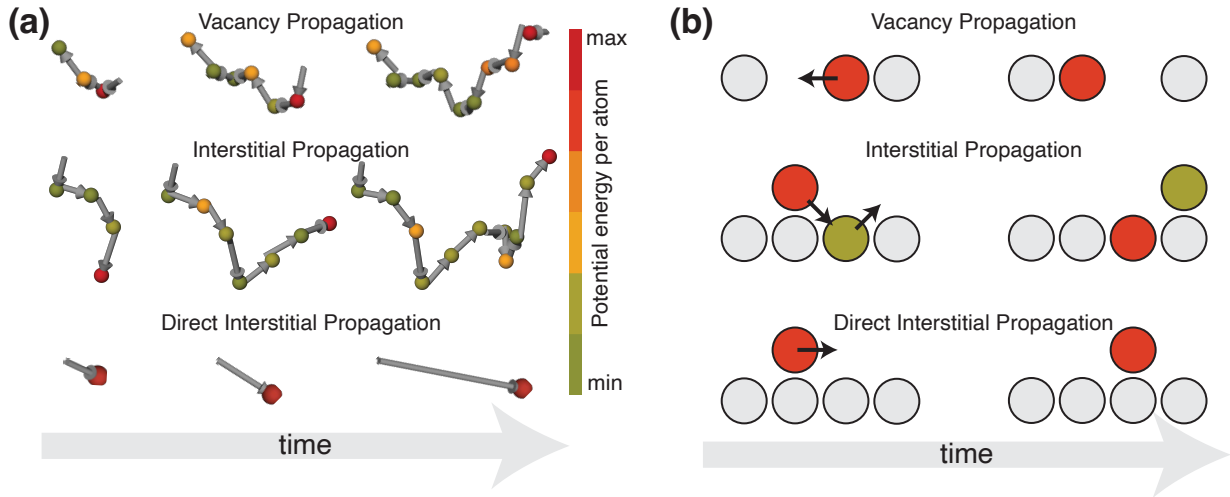 (a)
Vacancy Propagation
Interstitial Propagation
Direct Interstitial Propagation
time
max
Potential energy per atom
min
(b)
Vacancy Propagation
Interstitial Propagation
Direct Interstitial Propagation
time